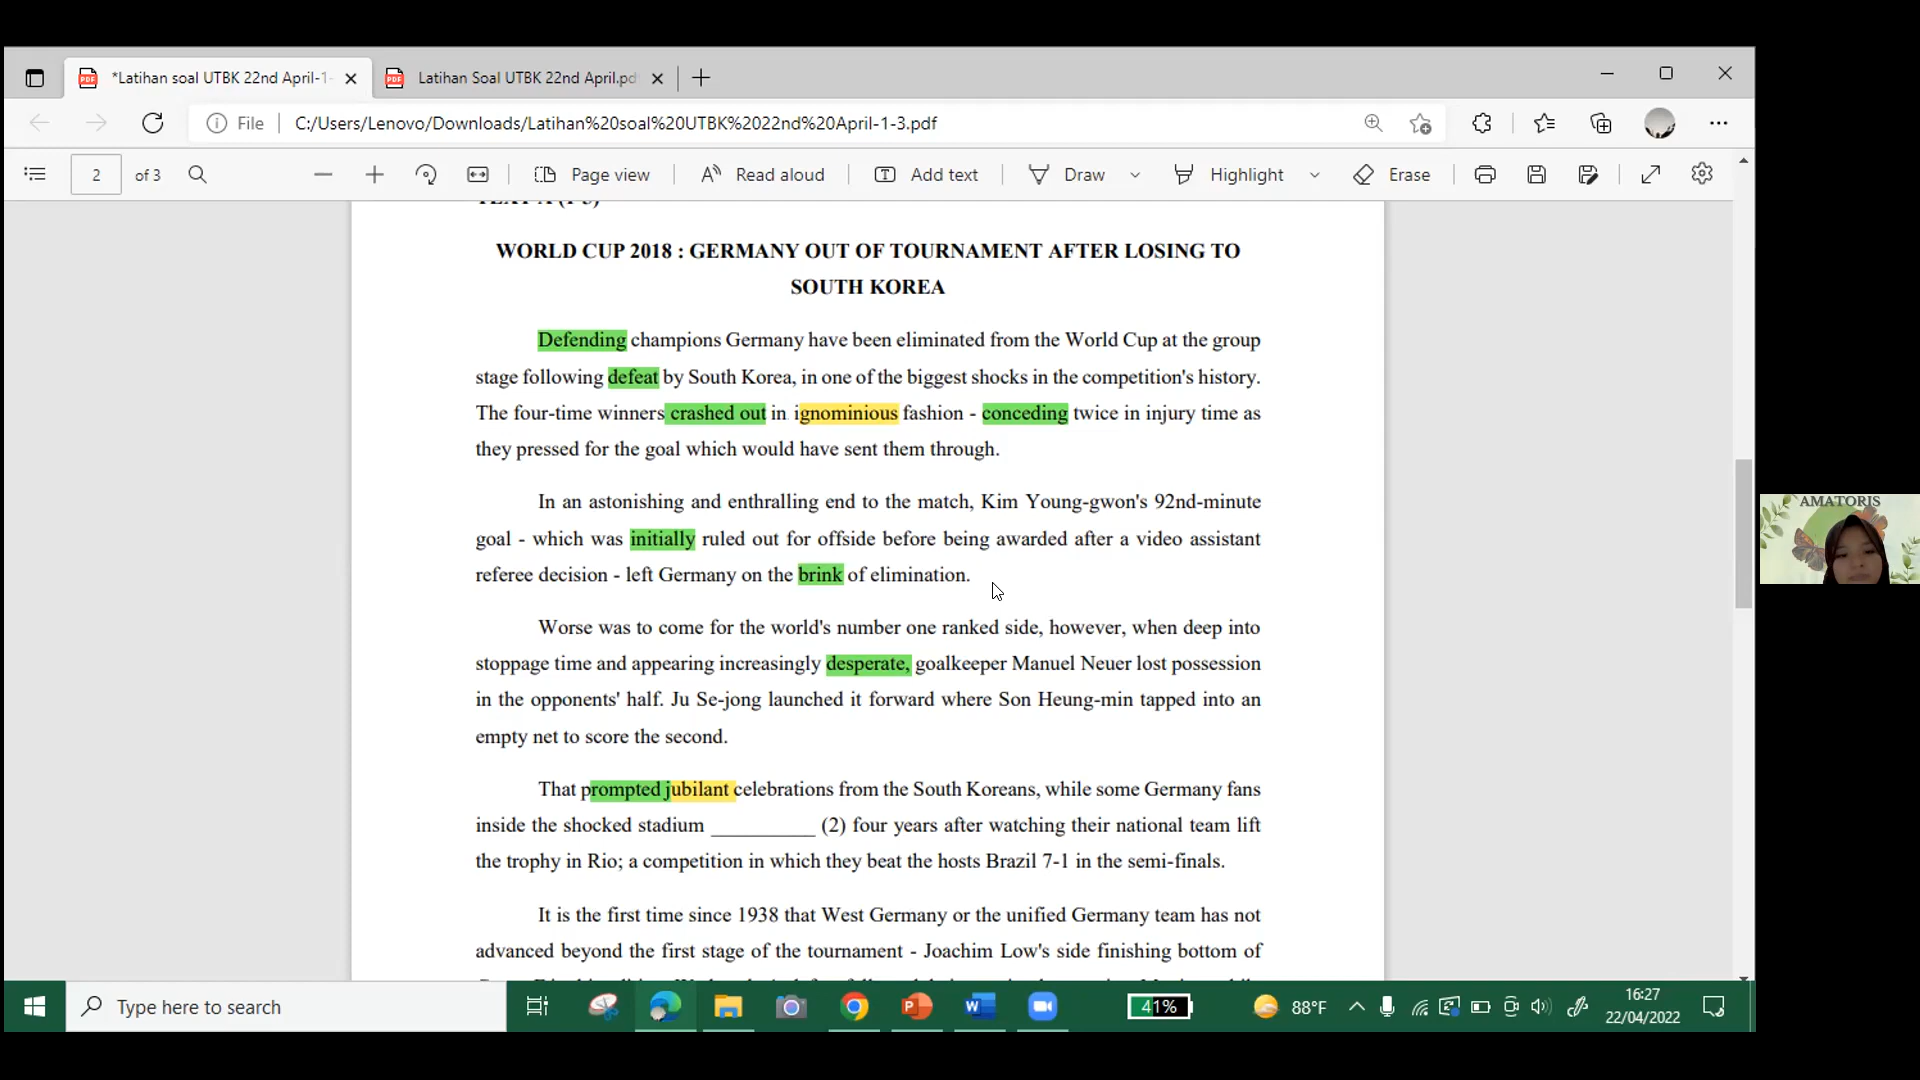 *Latihan soal UTBK 22nd April-1-
Latihan Soal UTBK 22nd April.pd
File
C:/Users/Lenovo/Downloads/Latihan%20soal%20UTBK%2022nd%20April-1-3.pdf
2 of 3
Page view
Read aloud
Add text
Draw
Highlight
Erase
WORLD CUP 2018 : GERMANY OUT OF TOURNAMENT AFTER LOSING TO
SOUTH KOREA
Defending champions Germany have been eliminated from the World Cup at the group
stage following defeat by South Korea, in one of the biggest shocks in the competition's history.
The four-time winners crashed out in ignominious fashion - conceding twice in injury time as
they pressed for the goal which would have sent them through.
In an astonishing and enthralling end to the match, Kim Young-gwon's 92nd-minute
goal - which was initially ruled out for offside before being awarded after a video assistant
referee decision - left Germany on the brink of elimination.
Worse was to come for the world's number one ranked side, however, when deep into
stoppage time and appearing increasingly desperate, goalkeeper Manuel Neuer lost possession
in the opponents' half. Ju Se-jong launched it forward where Son Heung-min tapped into an
empty net to score the second.
That prompted jubilant celebrations from the South Koreans, while some Germany fans
inside the shocked stadium __________ (2) four years after watching their national team lift
the trophy in Rio; a competition in which they beat the hosts Brazil 7-1 in the semi-finals.
It is the first time since 1938 that West Germany or the unified Germany team has not
advanced beyond the first stage of the tournament - Joachim Low's side finishing bottom of
AMATORIS
Type here to search
41%
88°F
16:27
22/04/2022